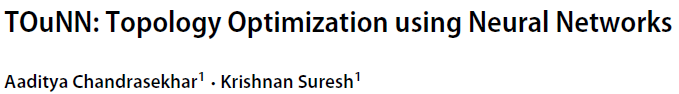 TOuNN: Topology Optimization using Neural Networks
Aaditya Chandrasekhar¹ · Krishnan Suresh¹